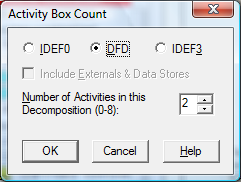 Activity Box Count
IDEF0 DFD IDEF3
Include Externals & Data Stores
Number of Activities in this
Decomposition (0-8):
2
OK Cancel Help